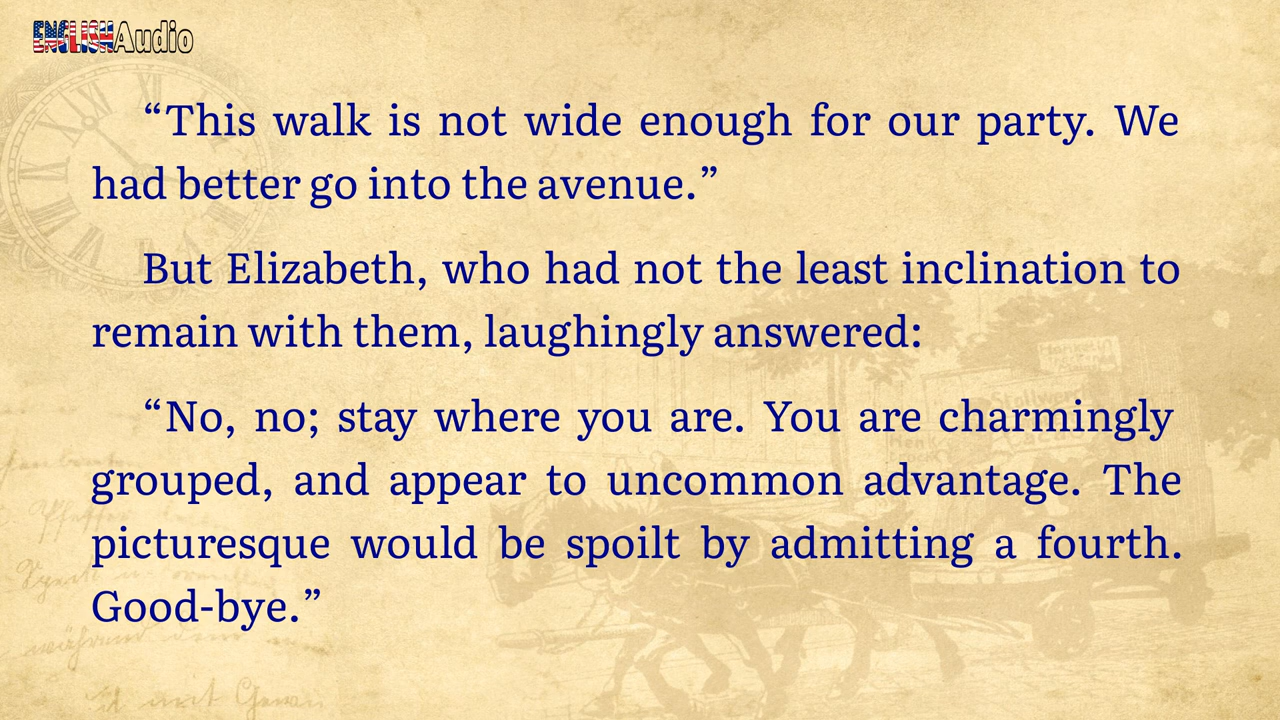 ENGLISHAudio
“This walk is not wide enough for our party. We
had better go into the avenue.”
But Elizabeth, who had not the least inclination to
remain with them, laughingly answered:
“No, no; stay where you are. You are charmingly
grouped, and appear to uncommon advantage. The
picturesque would be spoilt by admitting a fourth.
Good-bye.”